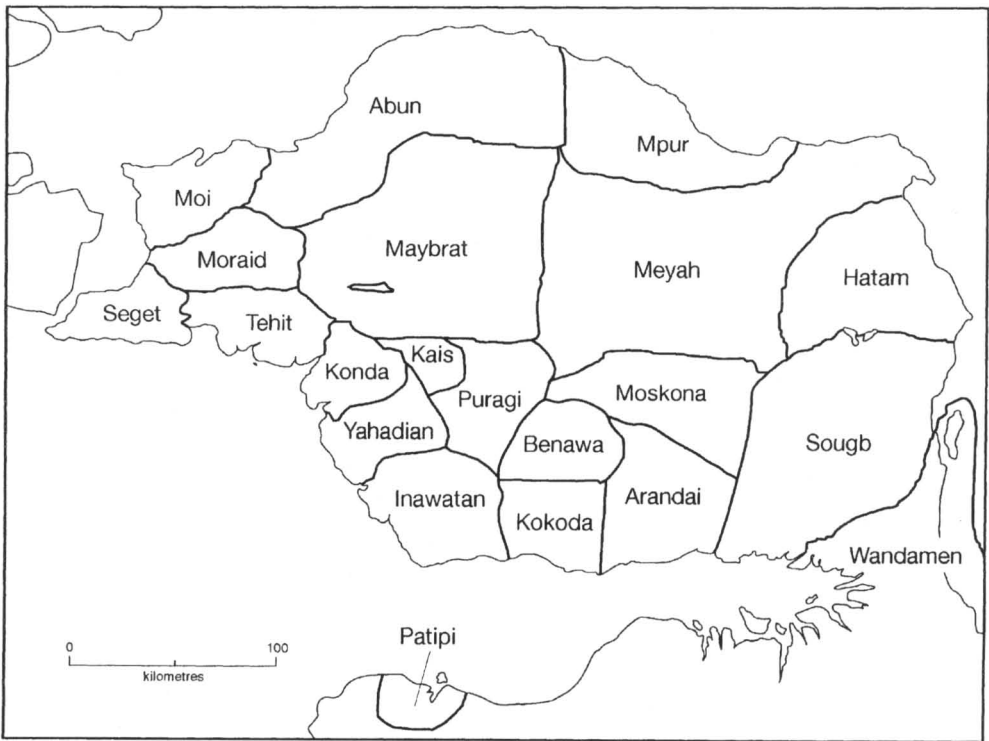 Abun
Mpur
Moi
Maybrat
Moraid
Meyah
Hatam
Seget
Tehit
Kais
Konda
Puragi
Moskona
Yahadian
Benawa
Sougb
Inawatan
Kokoda
Arandai
Wandamen
Patipi
0 100
kilometres